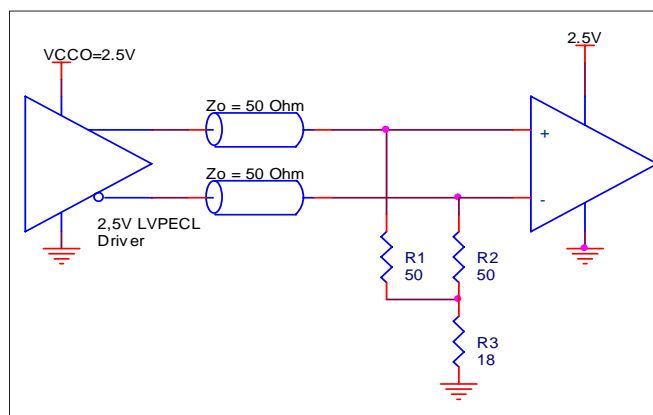 VCCO=2.5V
2.5V
Zo = 50 Ohm
+
Zo = 50 Ohm
-
2,5V LVPECL
Driver
R1
50
R2
50
R3
18